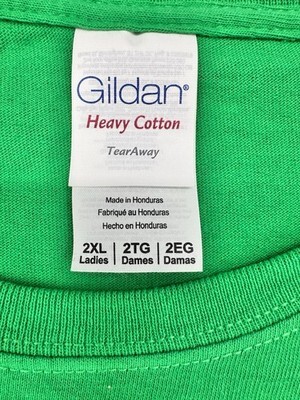 Gildan®
Heavy Cotton
TearAway
Made in Honduras
Fabriqué au Honduras
Hecho en Honduras
2XL | 2TG | 2EG
Ladies | Dames | Damas